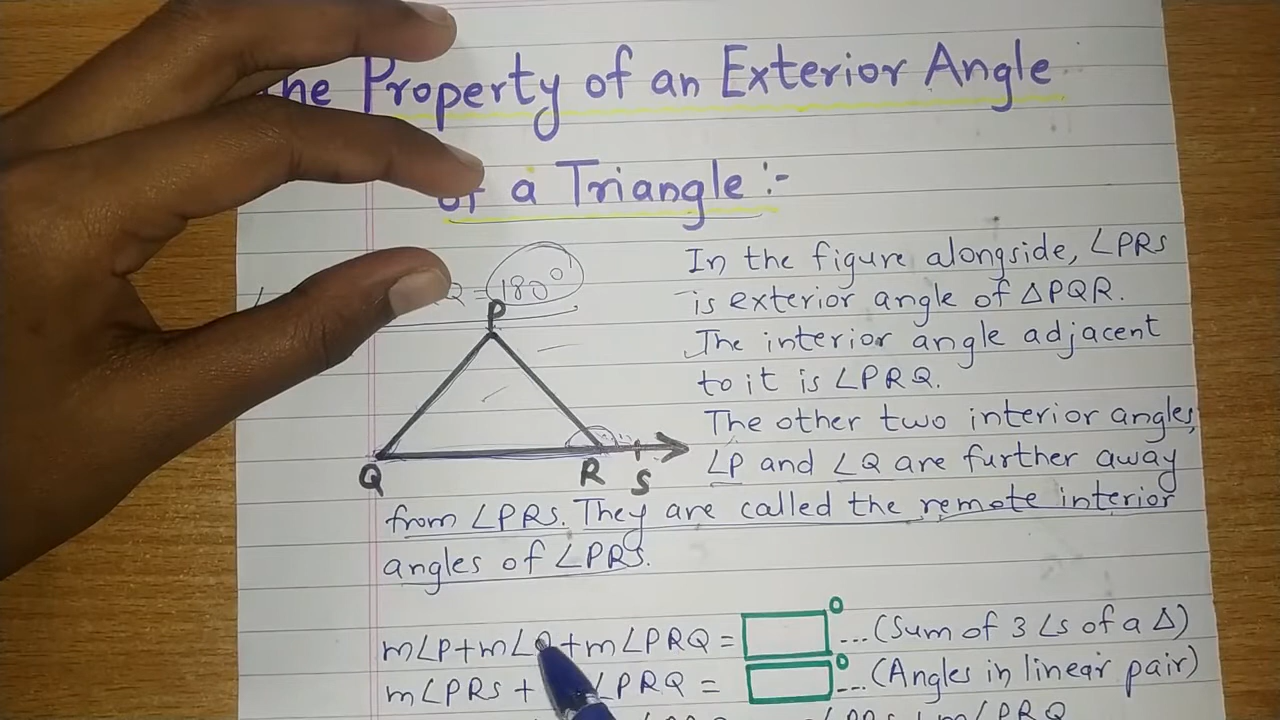 he Property of an Exterior Angle
of a Triangle :-
= 180°
P
Q
R
S
In the figure alongside, ∠PRS
is exterior angle of ΔPQR.
The interior angle adjacent
to it is ∠PRQ.
The other two interior angles,
∠P and ∠Q are further away
from ∠PRS. They are called the remote interior
angles of ∠PRS.
m∠P+m∠Q+m∠PRQ = ° ... (Sum of 3 ∠s of a Δ)
m∠PRS + ∠PRQ = ° ... (Angles in linear pair)